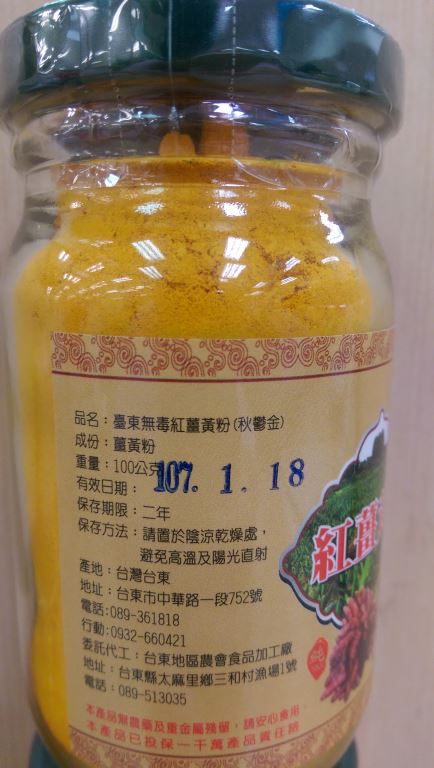 品名：臺東無毒紅薑黃粉(秋鬱金)
成份：薑黃粉
重量：100公克
有效日期：107. 1. 18
保存期限：二年
保存方法：請置於陰涼乾燥處，
避免高溫及陽光直射
產地：台灣台東
地址：台東市中華路一段752號
電話：089-361818
行動：0932-660421
委託代工：台東地區農會食品加工廠
地址：台東縣太麻里鄉三和村漁場1號
電話：089-513035
本產品無農藥及重金屬殘留，請安心食用。
本產品已投保一千萬產品責任險
紅薑